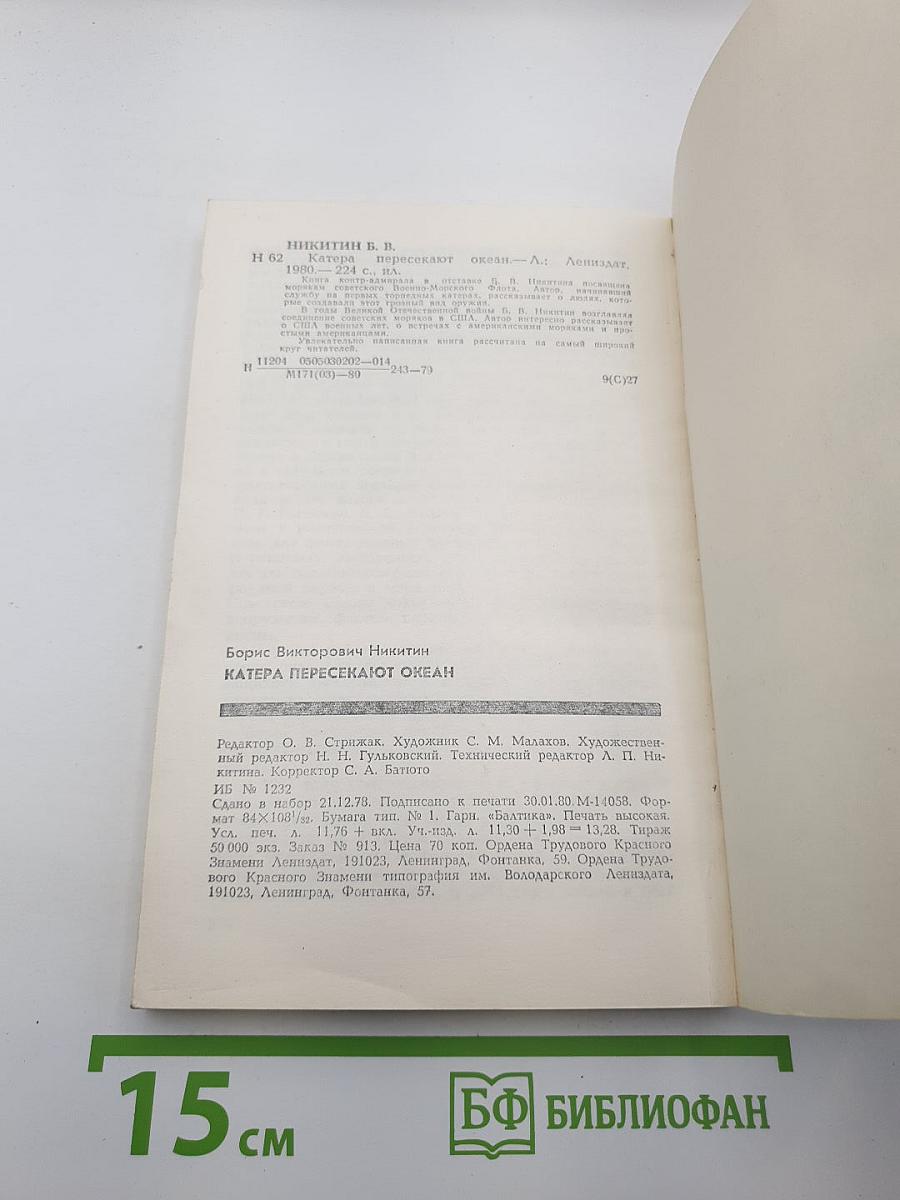 НИКИТИН Б. В.
Н 62 Катера пересекают океан.— Л.: Лениздат,
1980.— 224 с., ил.
Книга контр-адмирала в отставке Б. В. Никитина посвящена
морякам советского Военно-Морского Флота. Автор, начинавший
службу на первых торпедных катерах, рассказывает о людях, кото-
рые создавали этот грозный вид оружия.
В годы Великой Отечественной войны Б. В. Никитин возглавлял
соединение советских моряков в США. Автор интересно рассказывает
о США военных лет, о встречах с американскими моряками и про-
стыми американцами.
Увлекательно написанная книга рассчитана на самый широкий
круг читателей.
Н 11204 0505030202—014
М171(03)—80 243—79
9(С)27
Борис Викторович Никитин
КАТЕРА ПЕРЕСЕКАЮТ ОКЕАН
Редактор О. В. Стрижак. Художник С. М. Малахов. Художествен-
ный редактор Н. Н. Гульковский. Технический редактор Л. П. Ни-
китина. Корректор С. А. Батюто
ИБ № 1232
Сдано в набор 21.12.78. Подписано к печати 30.01.80. М-14058. Фор-
мат 84×108¹/₃₂. Бумага тип. № 1. Гарн. «Балтика». Печать высокая.
Усл. печ. л. 11,76 + вкл. Уч.-изд. л. 11,30 + 1,98 = 13,28. Тираж
50 000 экз. Заказ № 913. Цена 70 коп. Ордена Трудового Красного
Знамени Лениздат, 191023, Ленинград, Фонтанка, 59. Ордена Трудо-
вого Красного Знамени типография им. Володарского Лениздата,
191023, Ленинград, Фонтанка, 57.
15 см
БФ БИБЛИОФАН